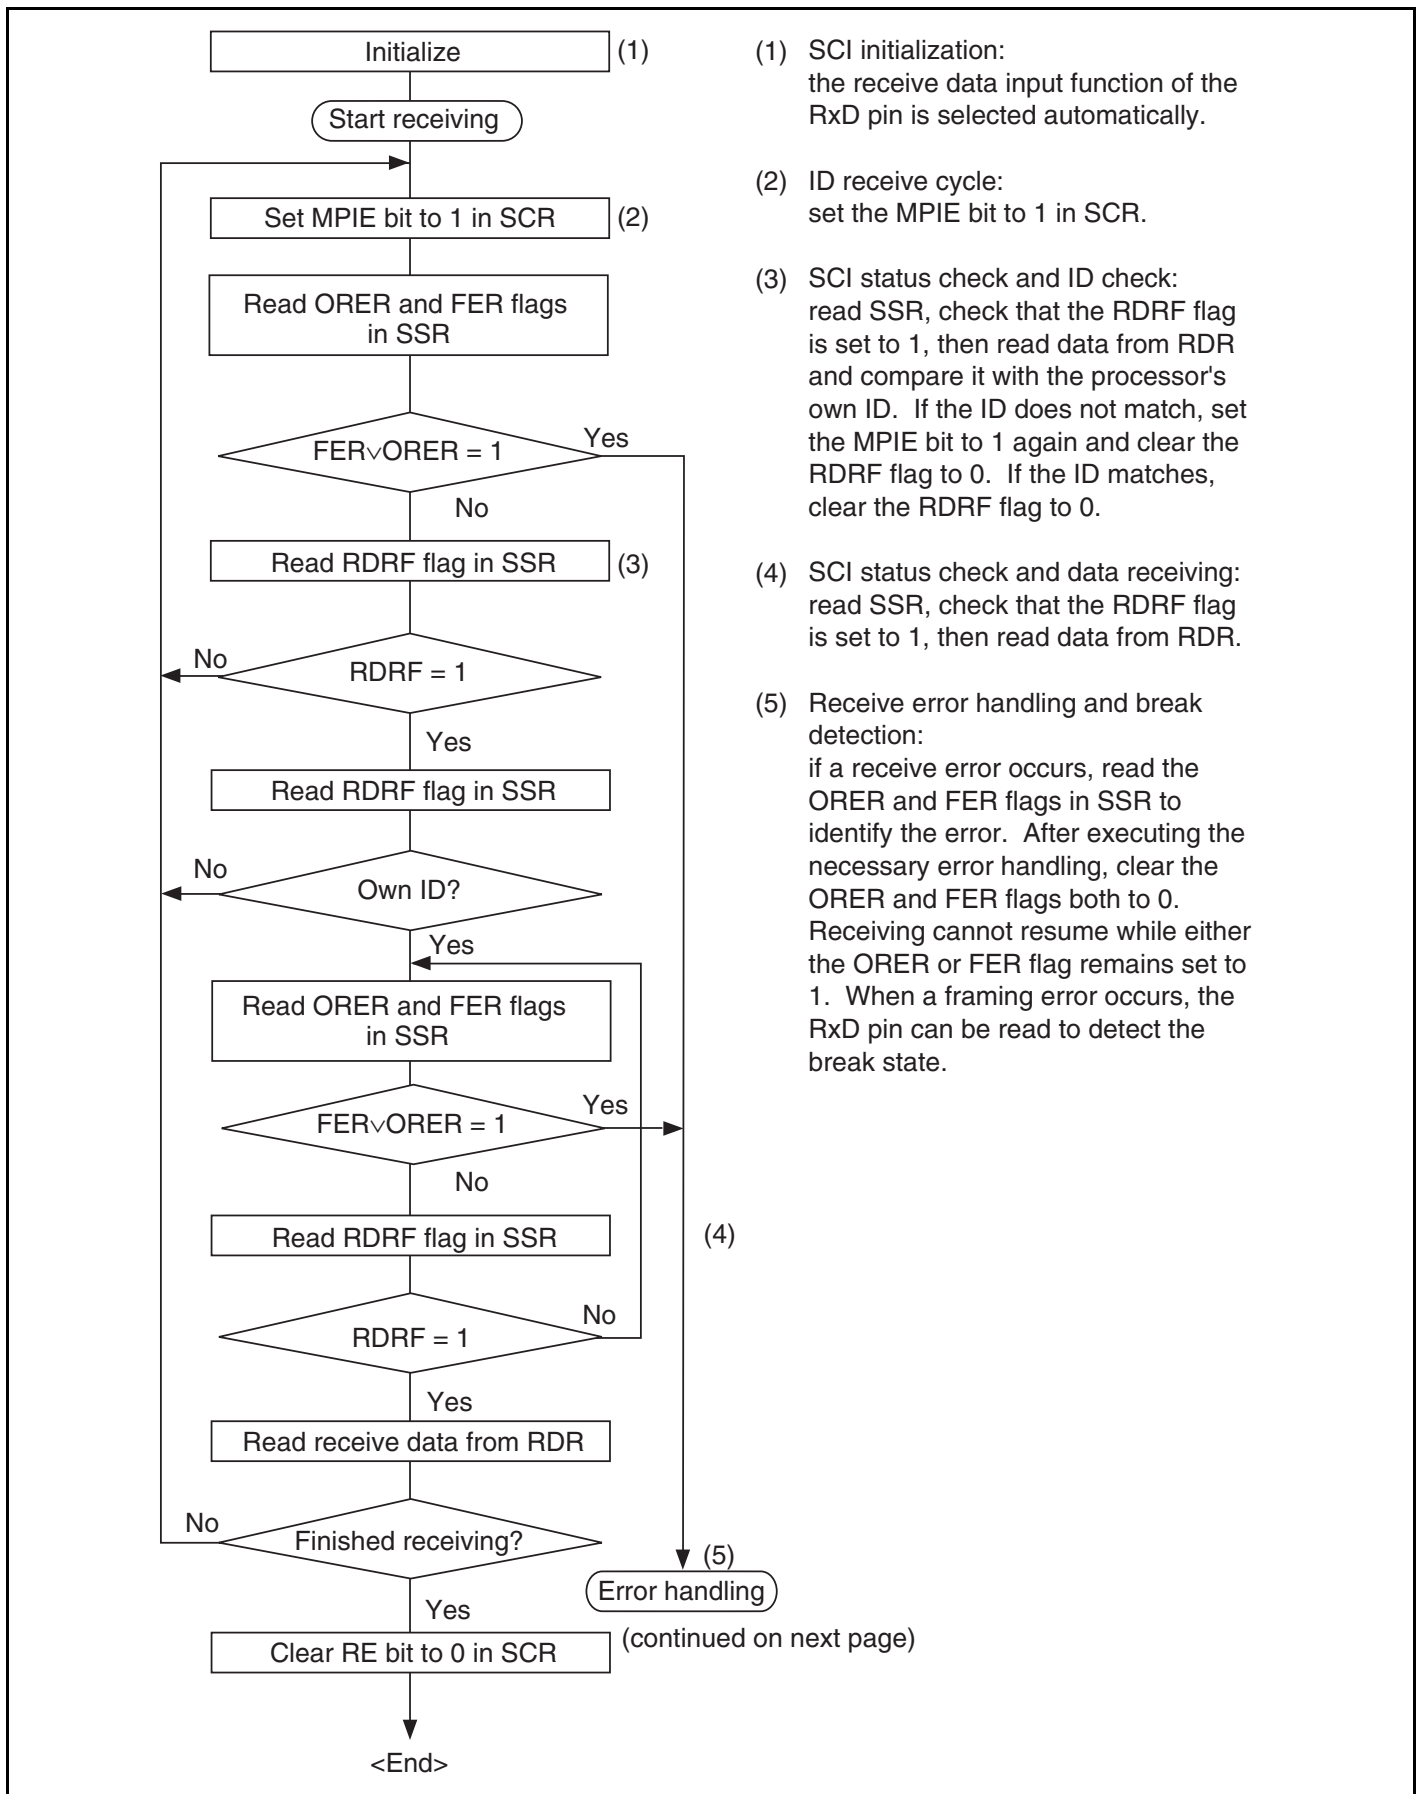 Initialize
(1)
Start receiving
Set MPIE bit to 1 in SCR
(2)
Read ORER and FER flags
in SSR
FER∨ORER = 1
Yes
No
Read RDRF flag in SSR
(3)
No
RDRF = 1
Yes
Read RDRF flag in SSR
No
Own ID?
Yes
Read ORER and FER flags
in SSR
FER∨ORER = 1
Yes
No
Read RDRF flag in SSR
(4)
No
RDRF = 1
Yes
Read receive data from RDR
No
Finished receiving?
(5)
Error handling
Yes
(continued on next page)
Clear RE bit to 0 in SCR
<End>
(1) SCI initialization:
the receive data input function of the
RxD pin is selected automatically.
(2) ID receive cycle:
set the MPIE bit to 1 in SCR.
(3) SCI status check and ID check:
read SSR, check that the RDRF flag
is set to 1, then read data from RDR
and compare it with the processor's
own ID.  If the ID does not match, set
the MPIE bit to 1 again and clear the
RDRF flag to 0.  If the ID matches,
clear the RDRF flag to 0.
(4) SCI status check and data receiving:
read SSR, check that the RDRF flag
is set to 1, then read data from RDR.
(5) Receive error handling and break
detection:
if a receive error occurs, read the
ORER and FER flags in SSR to
identify the error.  After executing the
necessary error handling, clear the
ORER and FER flags both to 0.
Receiving cannot resume while either
the ORER or FER flag remains set to
1.  When a framing error occurs, the
RxD pin can be read to detect the
break state.